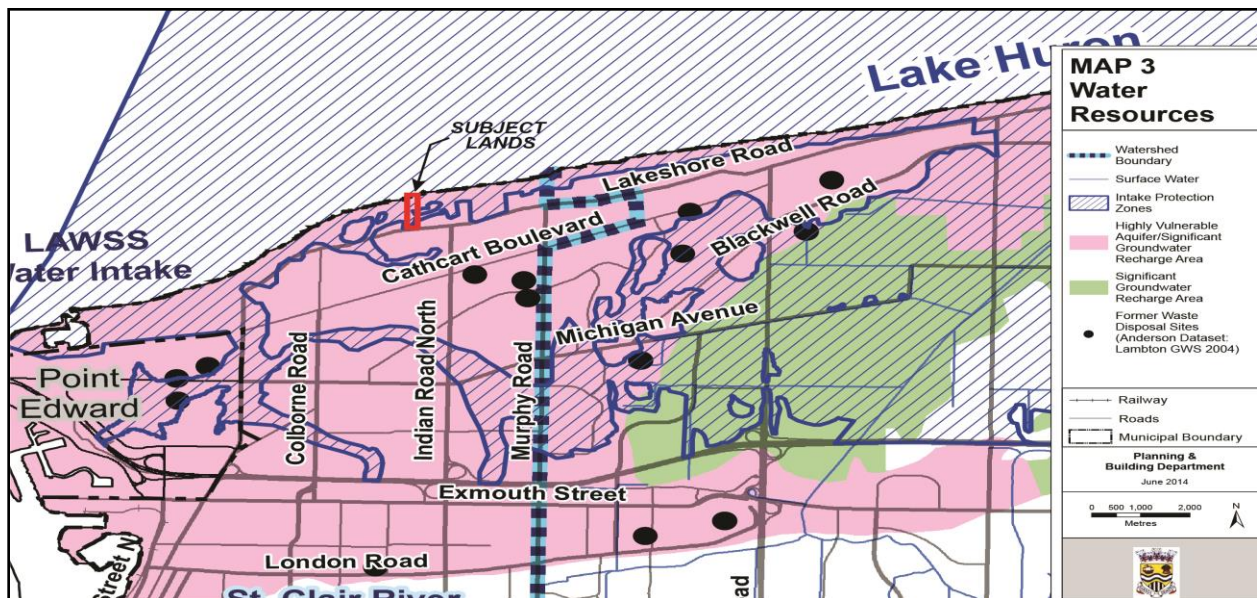 Lake Huron
SUBJECT
LANDS
Lakeshore Road
LAWSS
Water Intake
Cathcart Boulevard
Blackwell Road
Michigan Avenue
Point
Edward
Colborne Road
Indian Road North
Murphy Road
Exmouth Street
London Road
Street N
St. Clair River
ad
MAP 3
Water
Resources
Watershed
Boundary
Surface Water
Intake Protection
Zones
Highly Vulnerable
Aquifer/Significant
Groundwater
Recharge Area
Significant
Groundwater
Recharge Area
Former Waste
Disposal Sites
(Anderson Dataset:
Lambton GWS 2004)
Railway
Roads
Municipal Boundary
Planning &
Building Department
June 2014
0 500 1,000 2,000
Metres
N